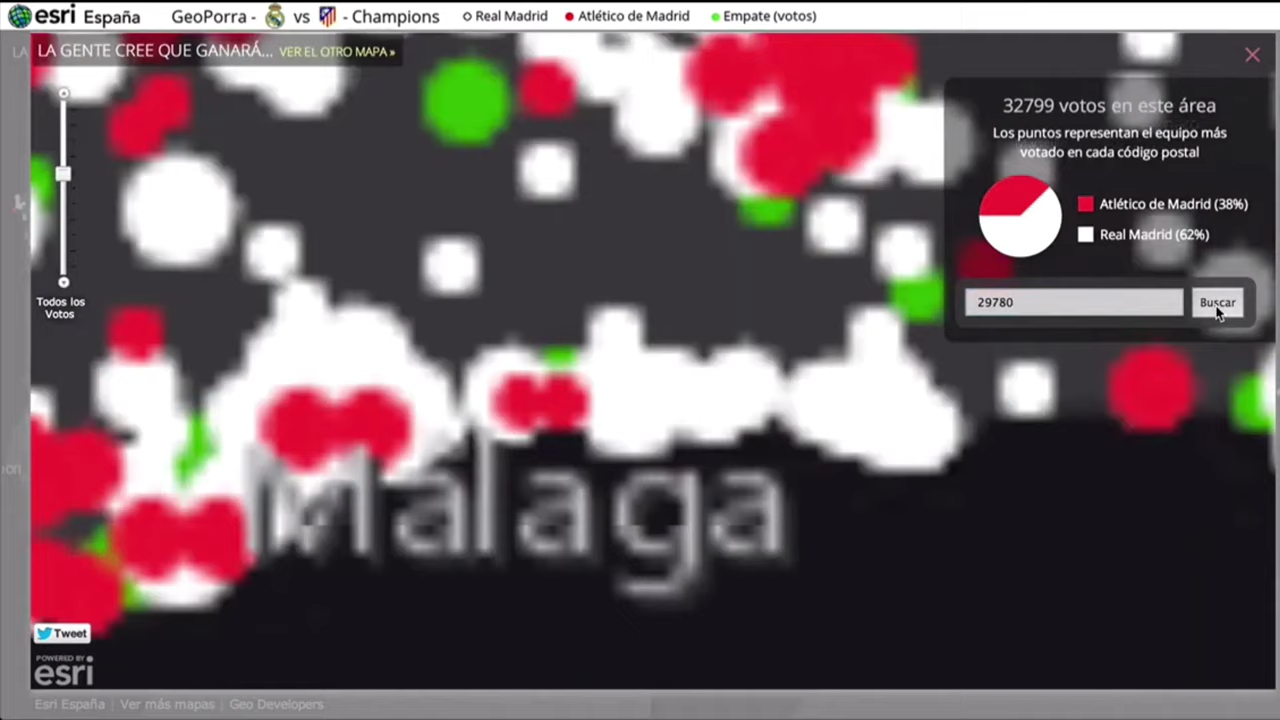 esri España
GeoPorra - vs - Champions
Real Madrid
Atlético de Madrid
Empate (votos)
LA GENTE CREE QUE GANARÁ... VER EL OTRO MAPA »
32799 votos en este área
Los puntos representan el equipo más
votado en cada código postal
Atlético de Madrid (38%)
Real Madrid (62%)
29780
Buscar
Todos los
Votos
Malaga
Tweet
POWERED BY
esri
Esri España | Ver más mapas | Geo Developers